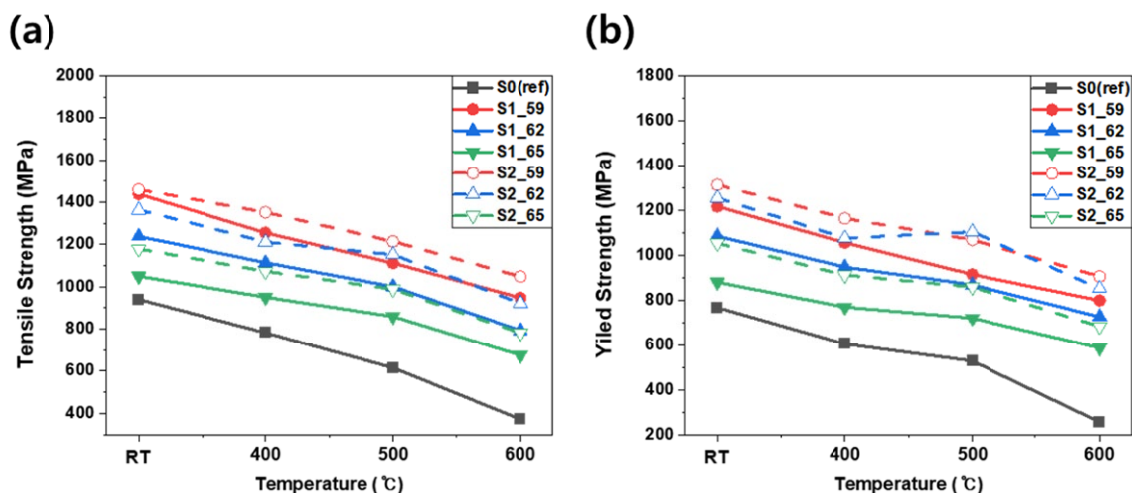 (a)
Tensile Strength (MPa)
2000
1800
1600
1400
1200
1000
800
600
400
RT
400
500
600
Temperature (℃)
S0(ref)
S1_59
S1_62
S1_65
S2_59
S2_62
S2_65
(b)
Yiled Strength (MPa)
1800
1600
1400
1200
1000
800
600
400
200
RT
400
500
600
Temperature (℃)
S0(ref)
S1_59
S1_62
S1_65
S2_59
S2_62
S2_65